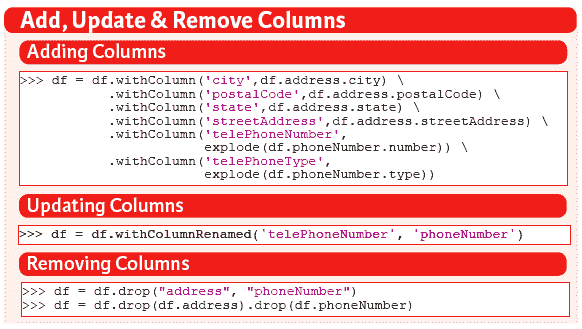 Add, Update & Remove Columns
Adding Columns
>>> df = df.withColumn('city',df.address.city) \
.withColumn('postalCode',df.address.postalCode) \
.withColumn('state',df.address.state) \
.withColumn('streetAddress',df.address.streetAddress) \
.withColumn('telePhoneNumber',
explode(df.phoneNumber.number)) \
.withColumn('telePhoneType',
explode(df.phoneNumber.type))
Updating Columns
>>> df = df.withColumnRenamed('telePhoneNumber', 'phoneNumber')
Removing Columns
>>> df = df.drop("address", "phoneNumber")
>>> df = df.drop(df.address).drop(df.phoneNumber)